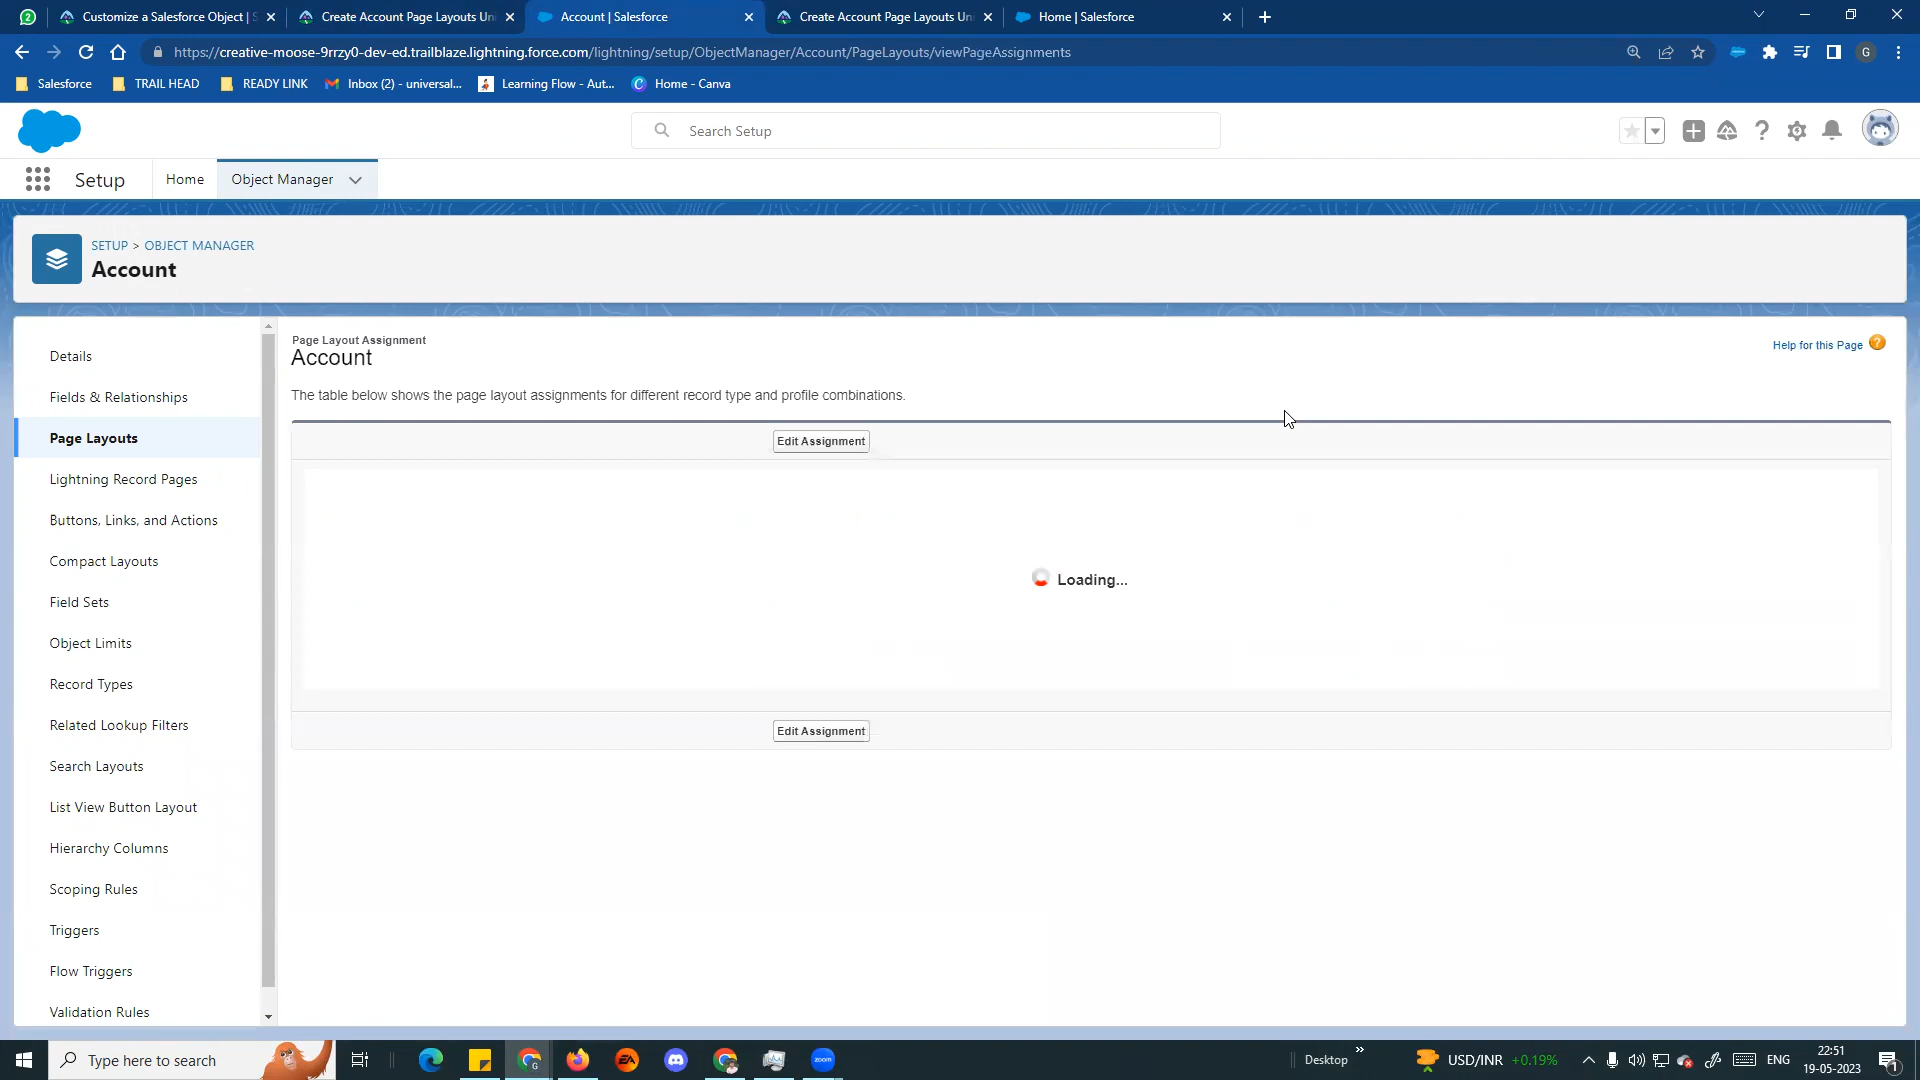 2
Customize a Salesforce Object | S
Create Account Page Layouts Uni
Account | Salesforce
Create Account Page Layouts Uni
Home | Salesforce
https://creative-moose-9rrzy0-dev-ed.trailblaze.lightning.force.com/lightning/setup/ObjectManager/Account/PageLayouts/viewPageAssignments
G
Salesforce
TRAIL HEAD
READY LINK
Inbox (2) - universal...
Learning Flow - Aut...
Home - Canva
Search Setup
Setup
Home
Object Manager
SETUP > OBJECT MANAGER
Account
Details
Fields & Relationships
Page Layouts
Lightning Record Pages
Buttons, Links, and Actions
Compact Layouts
Field Sets
Object Limits
Record Types
Related Lookup Filters
Search Layouts
List View Button Layout
Hierarchy Columns
Scoping Rules
Triggers
Flow Triggers
Validation Rules
Page Layout Assignment
Account
Help for this Page
The table below shows the page layout assignments for different record type and profile combinations.
Edit Assignment
Loading...
Edit Assignment
Type here to search
G
EA
zoom
Desktop
USD/INR +0.19%
ENG
22:51
19-05-2023
1